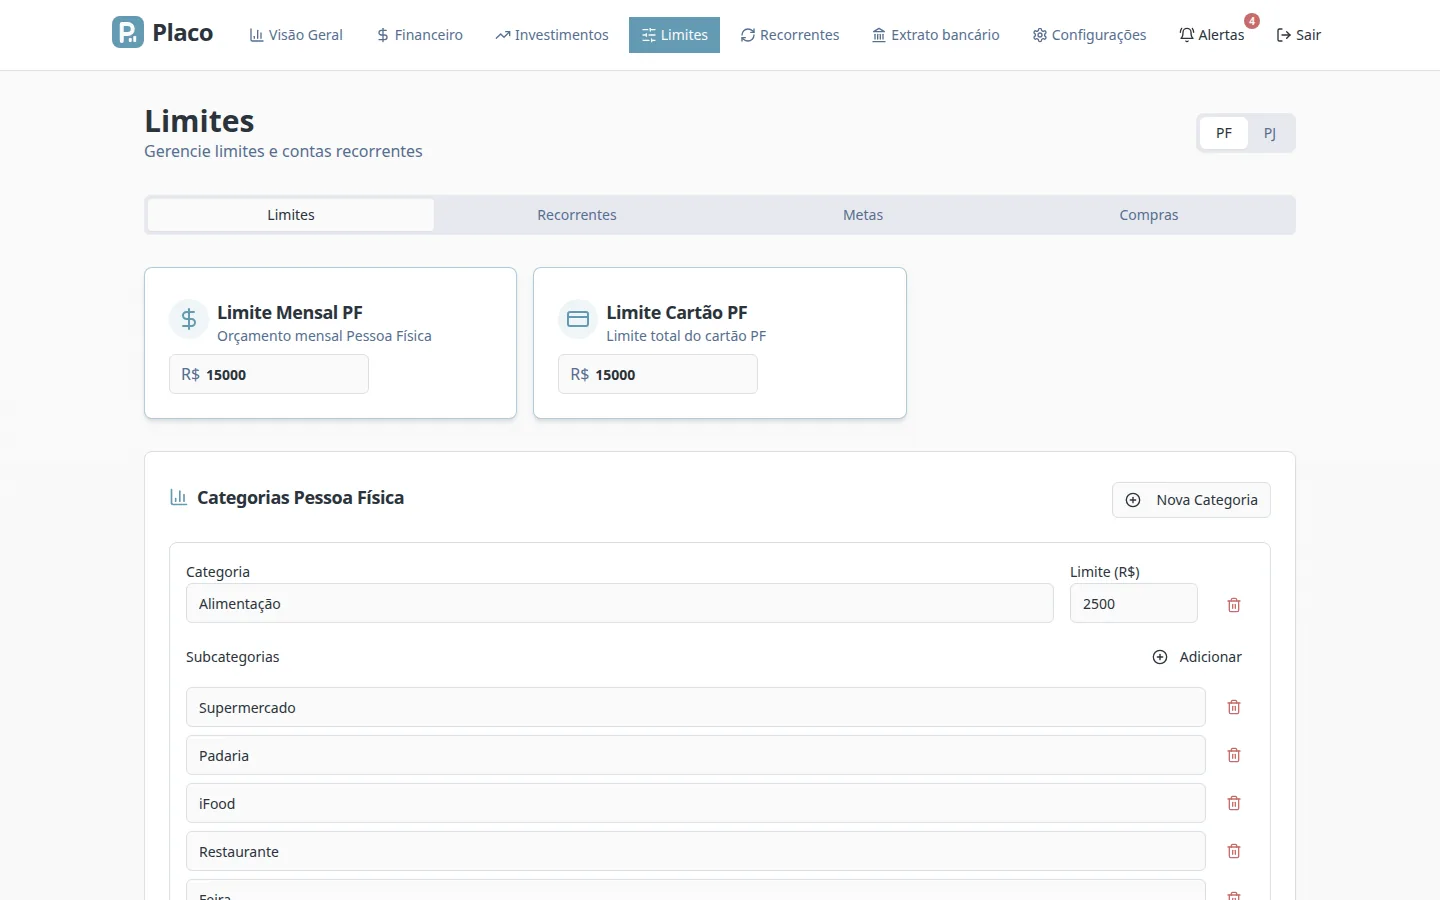 Placo
Visão Geral
Financeiro
Investimentos
Limites
Recorrentes
Extrato bancário
Configurações
Alertas
4
Sair
Limites
Gerencie limites e contas recorrentes
PF
PJ
Limites
Recorrentes
Metas
Compras
Limite Mensal PF
Orçamento mensal Pessoa Física
R$ 15000
Limite Cartão PF
Limite total do cartão PF
R$ 15000
Categorias Pessoa Física
Nova Categoria
Categoria
Limite (R$)
Alimentação
2500
Subcategorias
Adicionar
Supermercado
Padaria
iFood
Restaurante
Feira